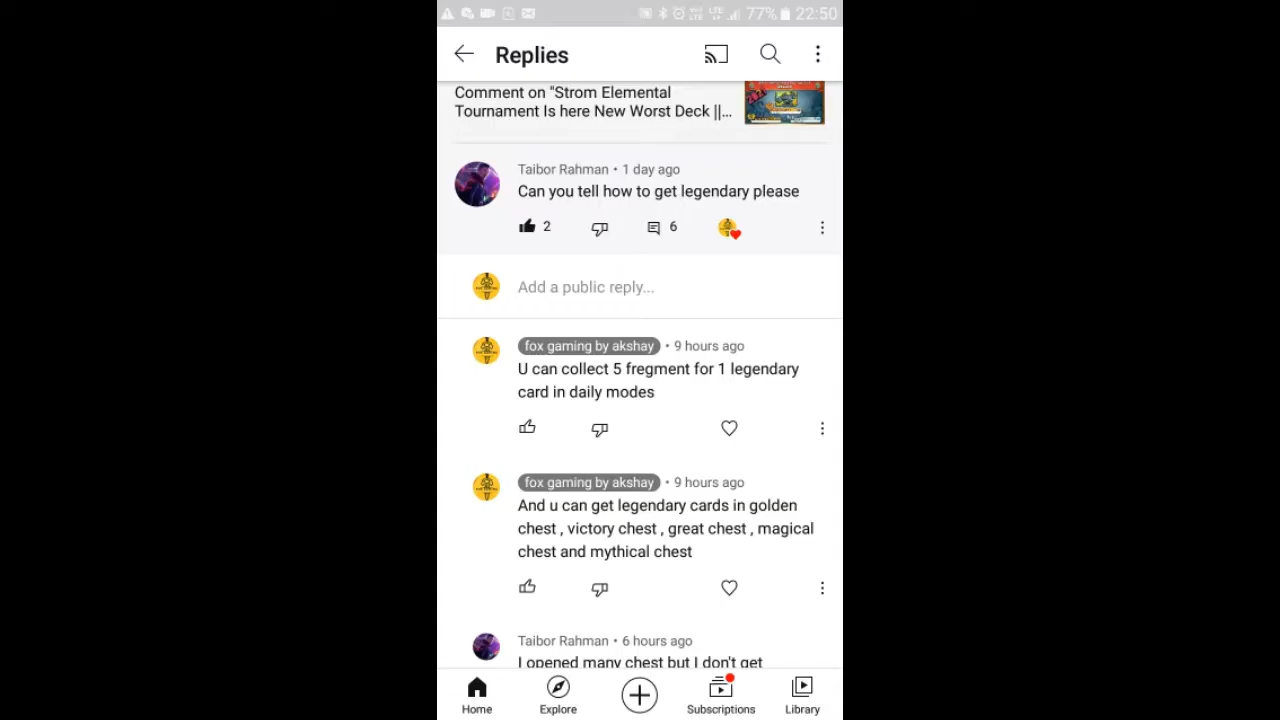 77% 22:50
Replies
Comment on "Strom Elemental
Tournament Is here New Worst Deck ||...
Taibor Rahman • 1 day ago
Can you tell how to get legendary please
2 6
Add a public reply...
fox gaming by akshay • 9 hours ago
U can collect 5 fregment for 1 legendary
card in daily modes
fox gaming by akshay • 9 hours ago
And u can get legendary cards in golden
chest , victory chest , great chest , magical
chest and mythical chest
Taibor Rahman • 6 hours ago
I opened many chest but I don't get
Home Explore Subscriptions Library